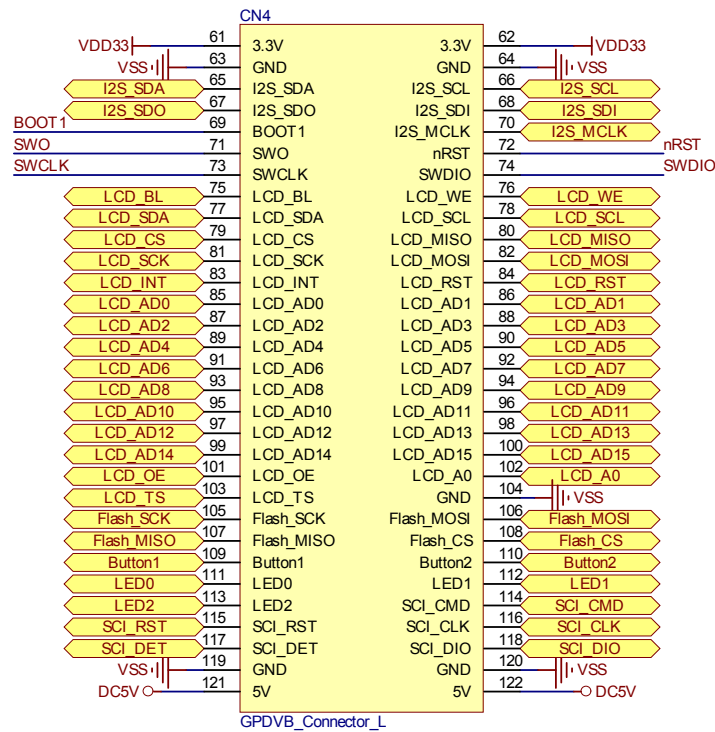 CN4
VDD33 61 3.3V 3.3V 62 VDD33
VSS 63 GND GND 64 VSS
I2S_SDA 65 I2S_SDA I2S_SCL 66 I2S_SCL
I2S_SDO 67 I2S_SDO I2S_SDI 68 I2S_SDI
BOOT1 69 BOOT1 I2S_MCLK 70 I2S_MCLK
SWO 71 SWO nRST 72 nRST
SWCLK 73 SWCLK SWDIO 74 SWDIO
LCD_BL 75 LCD_BL LCD_WE 76 LCD_WE
LCD_SDA 77 LCD_SDA LCD_SCL 78 LCD_SCL
LCD_CS 79 LCD_CS LCD_MISO 80 LCD_MISO
LCD_SCK 81 LCD_SCK LCD_MOSI 82 LCD_MOSI
LCD_INT 83 LCD_INT LCD_RST 84 LCD_RST
LCD_AD0 85 LCD_AD0 LCD_AD1 86 LCD_AD1
LCD_AD2 87 LCD_AD2 LCD_AD3 88 LCD_AD3
LCD_AD4 89 LCD_AD4 LCD_AD5 90 LCD_AD5
LCD_AD6 91 LCD_AD6 LCD_AD7 92 LCD_AD7
LCD_AD8 93 LCD_AD8 LCD_AD9 94 LCD_AD9
LCD_AD10 95 LCD_AD10 LCD_AD11 96 LCD_AD11
LCD_AD12 97 LCD_AD12 LCD_AD13 98 LCD_AD13
LCD_AD14 99 LCD_AD14 LCD_AD15 100 LCD_AD15
LCD_OE 101 LCD_OE LCD_A0 102 LCD_A0
LCD_TS 103 LCD_TS GND 104 VSS
Flash_SCK 105 Flash_SCK Flash_MOSI 106 Flash_MOSI
Flash_MISO 107 Flash_MISO Flash_CS 108 Flash_CS
Button1 109 Button1 Button2 110 Button2
LED0 111 LED0 LED1 112 LED1
LED2 113 LED2 SCI_CMD 114 SCI_CMD
SCI_RST 115 SCI_RST SCI_CLK 116 SCI_CLK
SCI_DET 117 SCI_DET SCI_DIO 118 SCI_DIO
VSS 119 GND GND 120 VSS
DC5V 121 5V 5V 122 DC5V
GPDVB_Connector_L